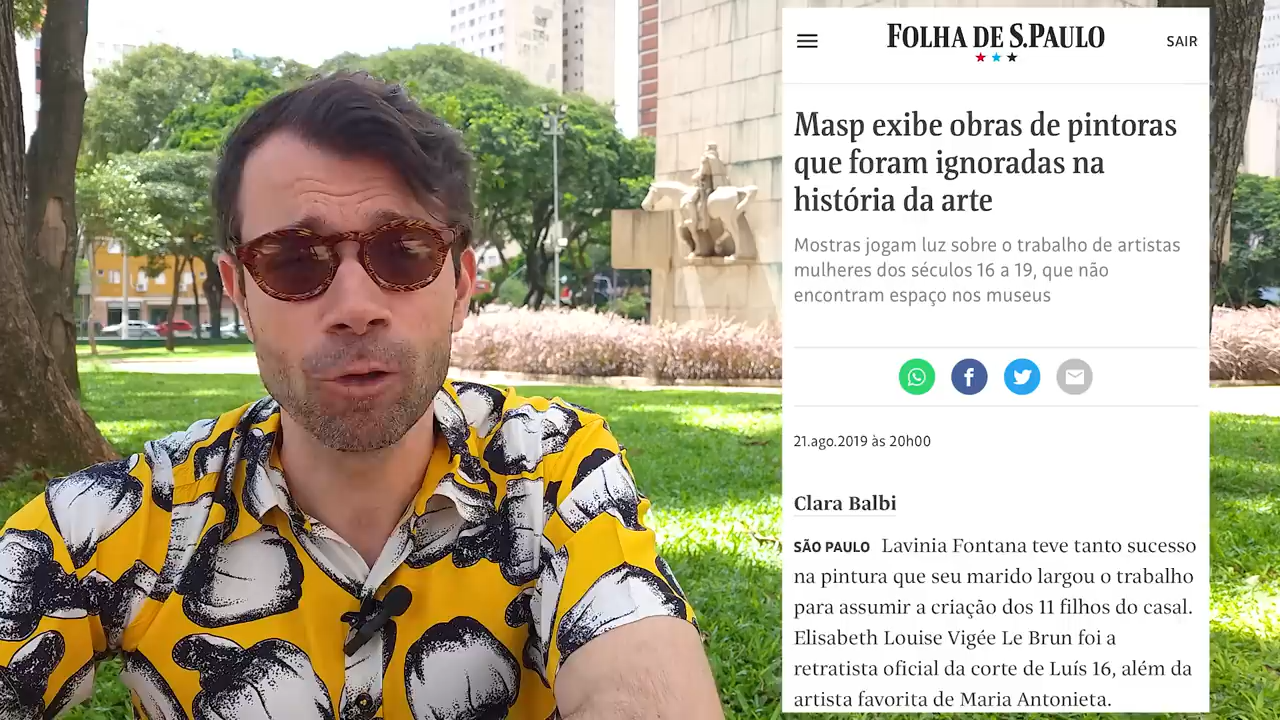 FOLHA DE S.PAULO
SAIR
Masp exibe obras de pintoras
que foram ignoradas na
história da arte
Mostras jogam luz sobre o trabalho de artistas
mulheres dos séculos 16 a 19, que não
encontram espaço nos museus
21.ago.2019 às 20h00
Clara Balbi
SÃO PAULO Lavinia Fontana teve tanto sucesso
na pintura que seu marido largou o trabalho
para assumir a criação dos 11 filhos do casal.
Elisabeth Louise Vigée Le Brun foi a
retratista oficial da corte de Luís 16, além da
artista favorita de Maria Antonieta.